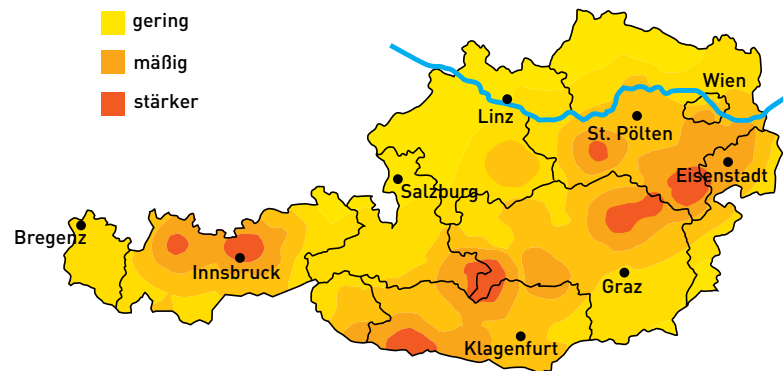 gering
mäßig
stärker
Wien
Linz
St. Pölten
Eisenstadt
Salzburg
Bregenz
Innsbruck
Graz
Klagenfurt